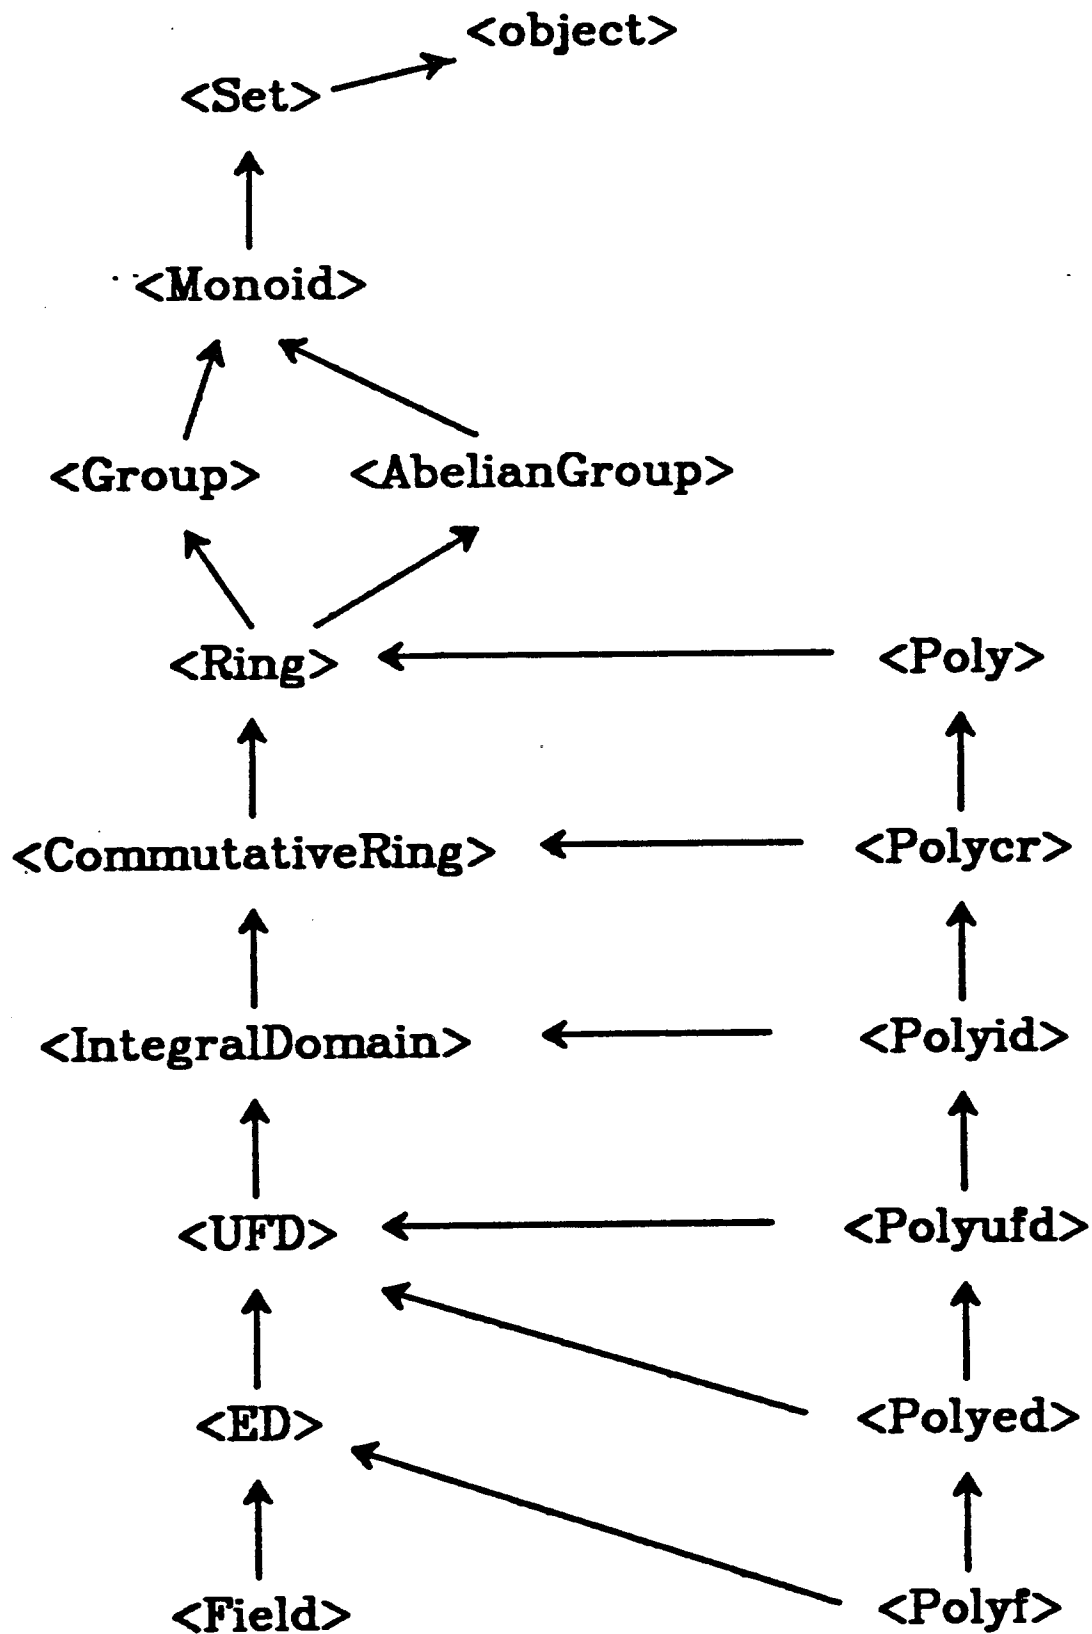 <object>
<Set>
<Monoid>
<Group> <AbelianGroup>
<Ring> <Poly>
<CommutativeRing> <Polycr>
<IntegralDomain> <Polyid>
<UFD> <Polyufd>
<ED> <Polyed>
<Field> <Polyf>